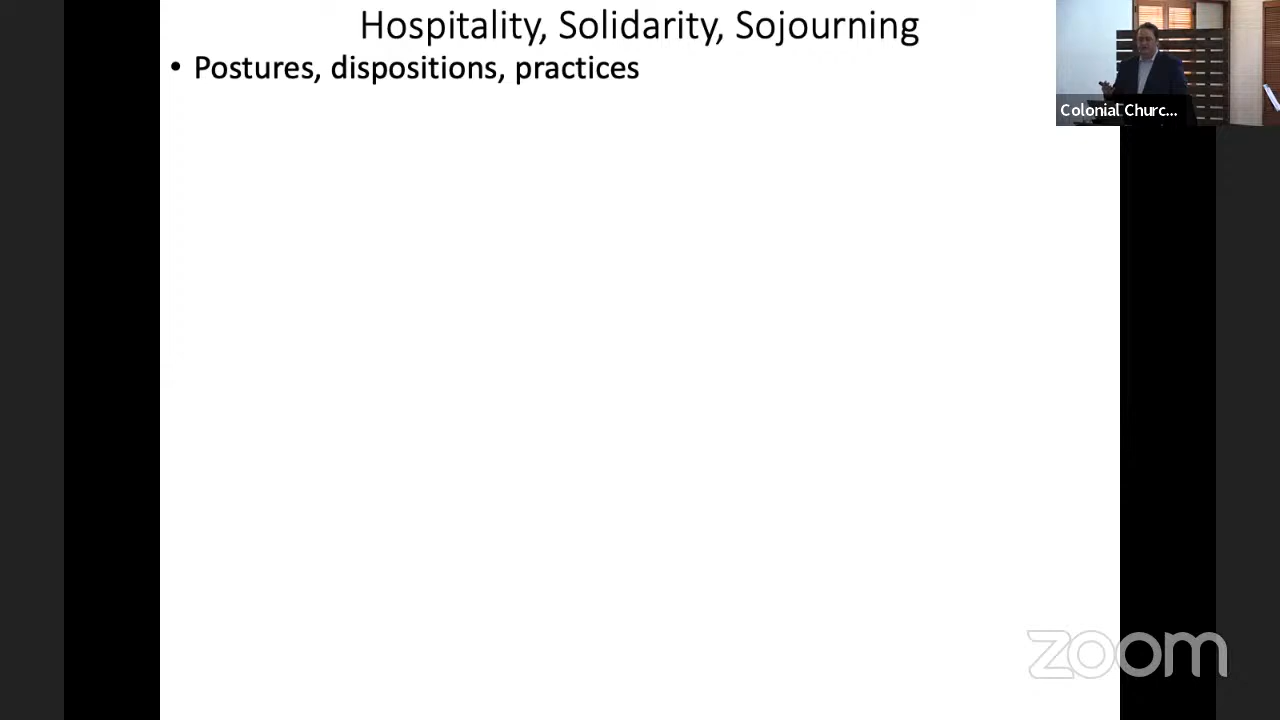 Hospitality, Solidarity, Sojourning
• Postures, dispositions, practices
Colonial Churc...
zoom